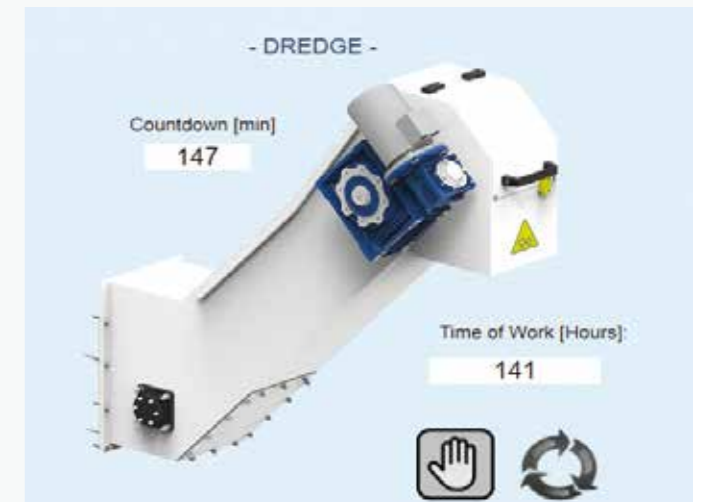 - DREDGE -
Countdown [min]
147
Time of Work [Hours]:
141